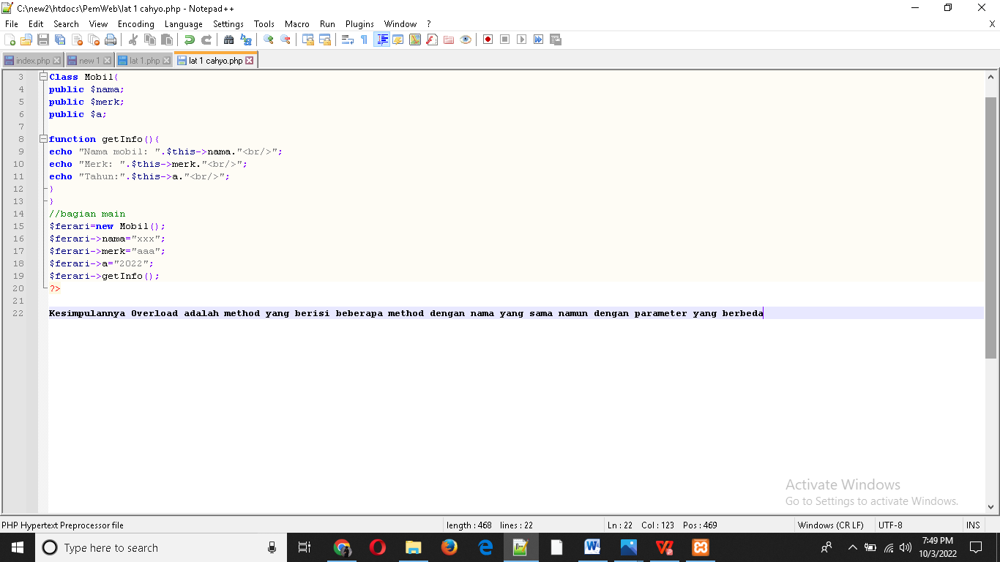 C:\new2\htdocs\PemWeb\lat 1 cahyo.php - Notepad++
File Edit Search View Encoding Language Settings Tools Macro Run Plugins Window ? X
index.php new 1 lat 1.php lat 1 cahyo.php
3 Class Mobil{
4 public $nama;
5 public $merk;
6 public $a;
7
8 function getInfo(){
9 echo "Nama mobil: ".$this->nama."<br/>";
10 echo "Merk: ".$this->merk."<br/>";
11 echo "Tahun:".$this->a."<br/>";
12 }
13 }
14 //bagian main
15 $ferari=new Mobil();
16 $ferari->nama="xxx";
17 $ferari->merk="aaa";
18 $ferari->a="2022";
19 $ferari->getInfo();
20 ?>
21
22 Kesimpulannya Overload adalah method yang berisi beberapa method dengan nama yang sama namun dengan parameter yang berbeda
Activate Windows
Go to Settings to activate Windows.
PHP Hypertext Preprocessor file length : 468 lines : 22 Ln : 22 Col : 123 Pos : 469 Windows (CR LF) UTF-8 INS
Type here to search
7:49 PM
10/3/2022